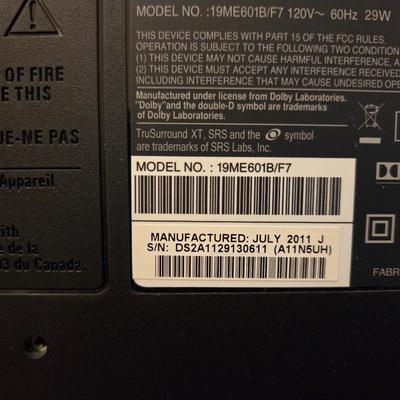 MODEL NO. :19ME601B/F7 120V~ 60Hz 29W
THIS DEVICE COMPLIES WITH PART 15 OF THE FCC RULES.
OPERATION IS SUBJECT TO THE FOLLOWING TWO CONDITION
(1) THIS DEVICE MAY NOT CAUSE HARMFUL INTERFERENCE, A
(2) THIS DEVICE MUST ACCEPT ANY INTERFERENCE RECEIVED
INCLUDING INTERFERENCE THAT MAY CAUSE UNDESIRED OPER
Manufactured under license from Dolby Laboratories.
"Dolby" and the double-D symbol are trademarks
of Dolby Laboratories.
TruSurround XT, SRS and the symbol
are trademarks of SRS Labs, Inc.
MODEL NO. : 19ME601B/F7
MANUFACTURED: JULY 2011 J
S/N: DS2A1129130611 (A11N5UH)
FABR
OF FIRE
E THIS
UE-NE PAS
Appareil
with
e de la
03 du Canada.